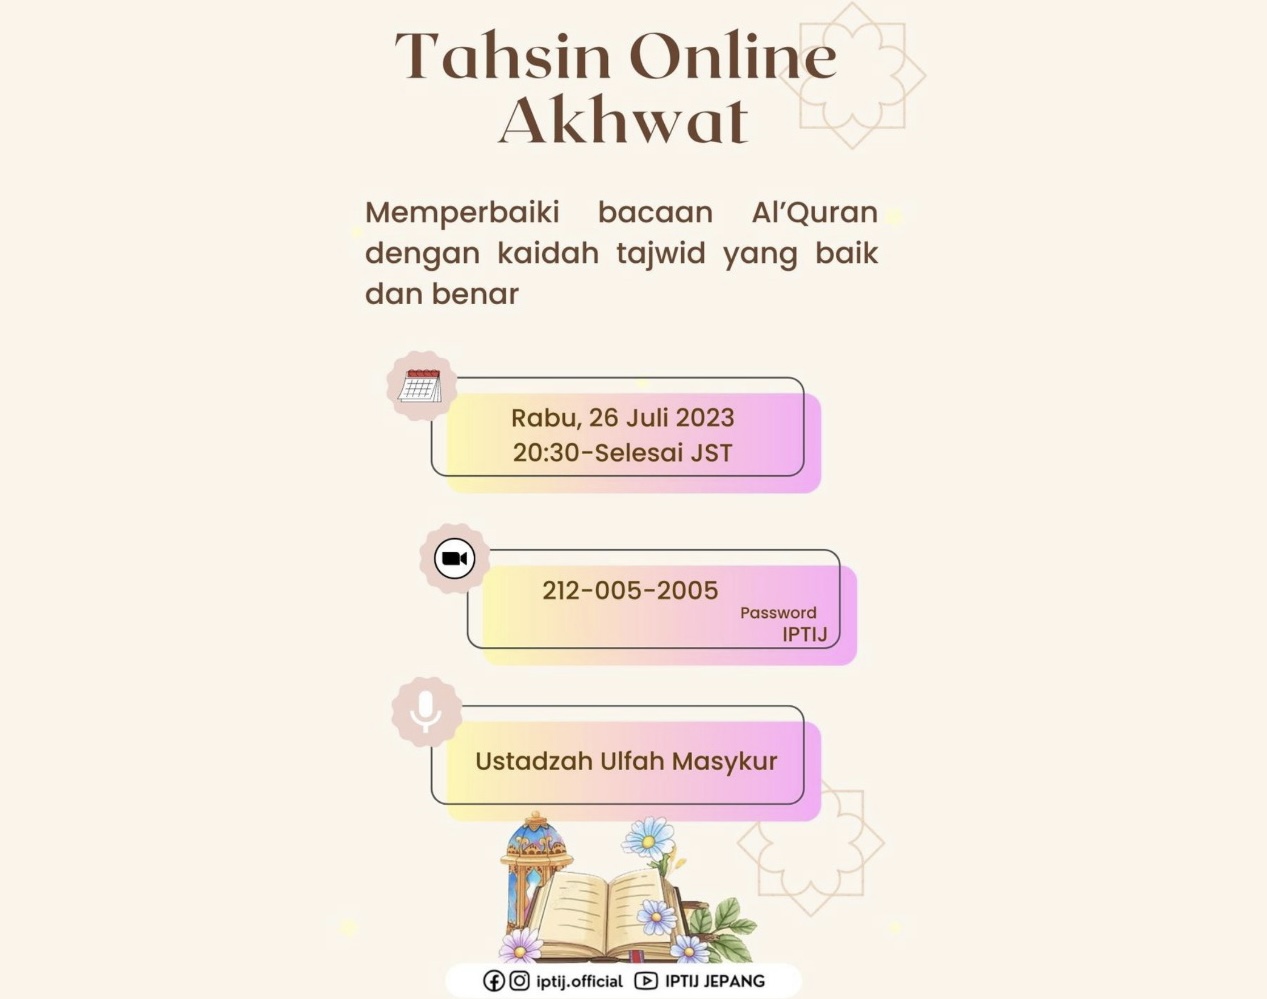 Tahsin Online
Akhwat
Memperbaiki bacaan Al’Quran
dengan kaidah tajwid yang baik
dan benar
Rabu, 26 Juli 2023
20:30-Selesai JST
212-005-2005
Password
IPTIJ
Ustadzah Ulfah Masykur
iptij.official IPTIJ JEPANG